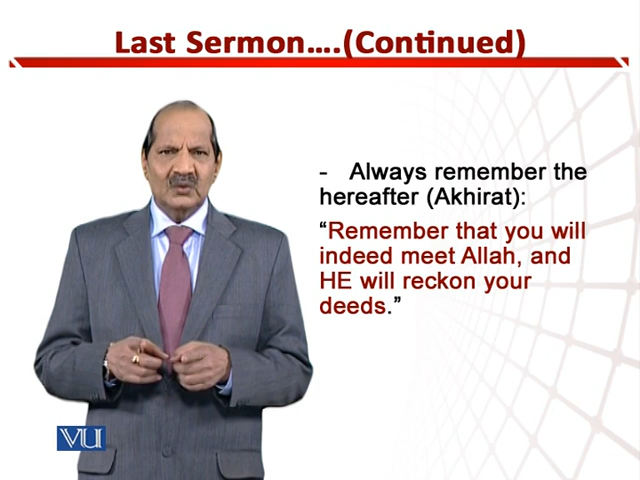 Last Sermon....(Continued)
- Always remember the
hereafter (Akhirat):
“Remember that you will
indeed meet Allah, and
HE will reckon your
deeds.”
VU